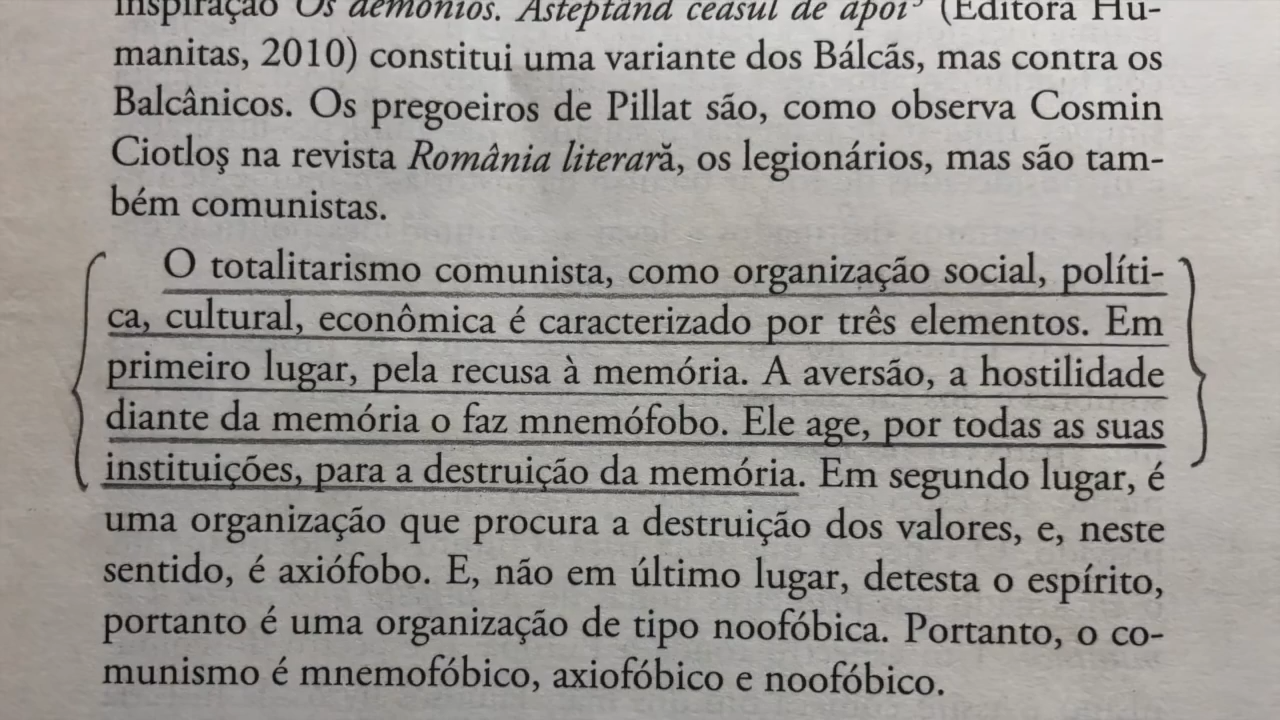 inspiração Os demônios. Aşteptând ceasul de apoi³ (Editora Hu-
manitas, 2010) constitui uma variante dos Bálcãs, mas contra os
Balcânicos. Os pregoeiros de Pillat são, como observa Cosmin
Ciotloş na revista România literară, os legionários, mas são tam-
bém comunistas.
O totalitarismo comunista, como organização social, políti-
ca, cultural, econômica é caracterizado por três elementos. Em
primeiro lugar, pela recusa à memória. A aversão, a hostilidade
diante da memória o faz mnemófobo. Ele age, por todas as suas
instituições, para a destruição da memória. Em segundo lugar, é
uma organização que procura a destruição dos valores, e, neste
sentido, é axiófobo. E, não em último lugar, detesta o espírito,
portanto é uma organização de tipo noofóbica. Portanto, o co-
munismo é mnemofóbico, axiofóbico e noofóbico.